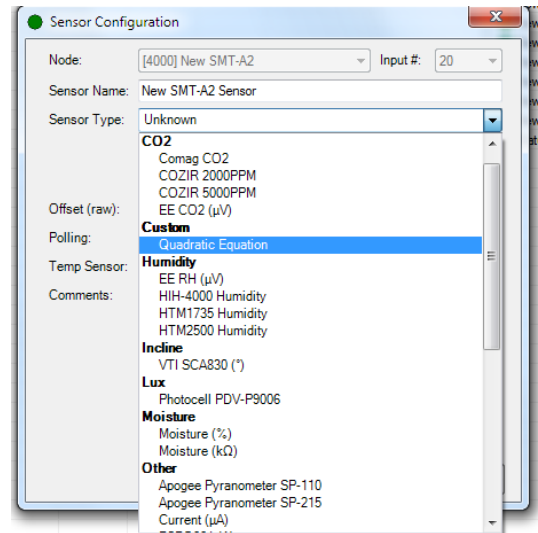 Sensor Configuration
Node: [4000] New SMT-A2 Input #: 20
Sensor Name: New SMT-A2 Sensor
Sensor Type: Unknown
CO2
Comag CO2
COZIR 2000PPM
COZIR 5000PPM
Offset (raw): EE CO2 (µV)
Custom
Polling: Quadratic Equation
Temp Sensor: Humidity
EE RH (µV)
Comments: HIH-4000 Humidity
HTM1735 Humidity
HTM2500 Humidity
Incline
VTI SCA830 (°)
Lux
Photocell PDV-P9006
Moisture
Moisture (%)
Moisture (kΩ)
Other
Apogee Pyranometer SP-110
Apogee Pyranometer SP-215
Current (µA)